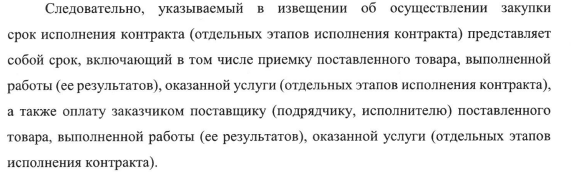 Следовательно, указываемый в извещении об осуществлении закупки
срок исполнения контракта (отдельных этапов исполнения контракта) представляет
собой срок, включающий в том числе приемку поставленного товара, выполненной
работы (ее результатов), оказанной услуги (отдельных этапов исполнения контракта),
а также оплату заказчиком поставщику (подрядчику, исполнителю) поставленного
товара, выполненной работы (ее результатов), оказанной услуги (отдельных этапов
исполнения контракта).